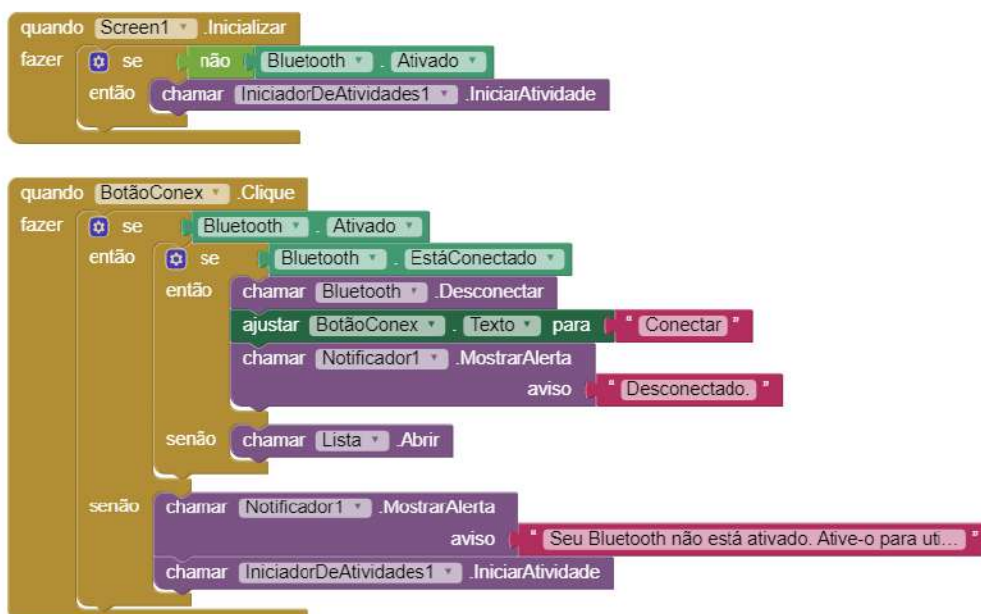 quando Screen1 .Inicializar
fazer se não Bluetooth . Ativado
então chamar IniciadorDeAtividades1 .IniciarAtividade
quando BotãoConex .Clique
fazer se Bluetooth . Ativado
então se Bluetooth . EstáConectado
então chamar Bluetooth .Desconectar
ajustar BotãoConex . Texto para " Conectar "
chamar Notificador1 .MostrarAlerta
aviso " Desconectado. "
senão chamar Lista .Abrir
senão chamar Notificador1 .MostrarAlerta
aviso " Seu Bluetooth não está ativado. Ative-o para uti... "
chamar IniciadorDeAtividades1 .IniciarAtividade